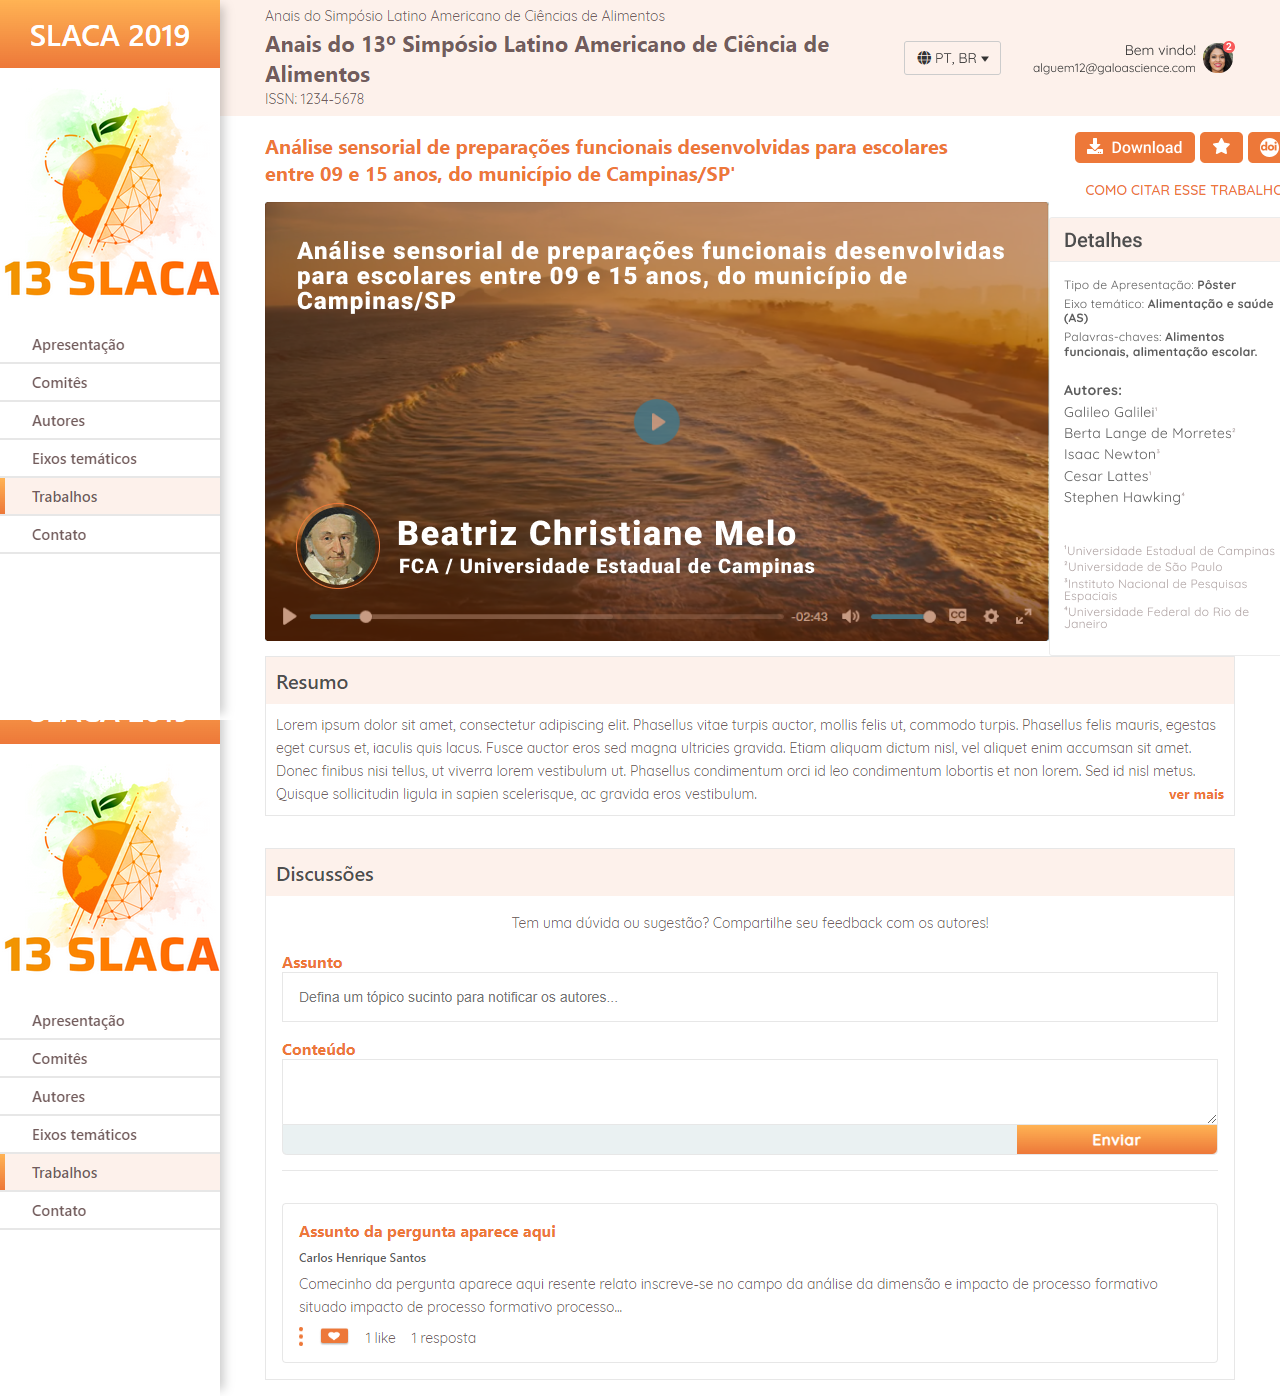 SLACA 2019
13 SLACA
Apresentação
Comitês
Autores
Eixos temáticos
Trabalhos
Contato
Anais do Simpósio Latino Americano de Ciências de Alimentos
Anais do 13º Simpósio Latino Americano de Ciência de
Alimentos
ISSN: 1234-5678
PT, BR
Bem vindo!
alguem12@galoascience.com
2
Análise sensorial de preparações funcionais desenvolvidas para escolares
entre 09 e 15 anos, do município de Campinas/SP'
Download
doi
COMO CITAR ESSE TRABALHO
Análise sensorial de preparações funcionais desenvolvidas
para escolares entre 09 e 15 anos, do município de
Campinas/SP
Beatriz Christiane Melo
FCA / Universidade Estadual de Campinas
-02:43
CC
Detalhes
Tipo de Apresentação: Pôster
Eixo temático: Alimentação e saúde
(AS)
Palavras-chaves: Alimentos
funcionais, alimentação escolar.
Autores:
Galileo Galilei¹
Berta Lange de Morretes²
Isaac Newton³
Cesar Lattes¹
Stephen Hawking⁴
¹Universidade Estadual de Campinas
²Universidade de São Paulo
³Instituto Nacional de Pesquisas
Espaciais
⁴Universidade Federal do Rio de
Janeiro
Resumo
Lorem ipsum dolor sit amet, consectetur adipiscing elit. Phasellus vitae turpis auctor, mollis felis ut, commodo turpis. Phasellus felis mauris, egestas
eget cursus et, iaculis quis lacus. Fusce auctor eros sed magna ultricies gravida. Etiam aliquam dictum nisl, vel aliquet enim accumsan sit amet.
Donec finibus nisi tellus, ut viverra lorem vestibulum ut. Phasellus condimentum orci id leo condimentum lobortis et non lorem. Sed id nisl metus.
Quisque sollicitudin ligula in sapien scelerisque, ac gravida eros vestibulum.
ver mais
SLACA 2019
13 SLACA
Apresentação
Comitês
Autores
Eixos temáticos
Trabalhos
Contato
Discussões
Tem uma dúvida ou sugestão? Compartilhe seu feedback com os autores!
Assunto
Defina um tópico sucinto para notificar os autores...
Conteúdo
Enviar
Assunto da pergunta aparece aqui
Carlos Henrique Santos
Comecinho da pergunta aparece aqui resente relato inscreve-se no campo da análise da dimensão e impacto de processo formativo
situado impacto de processo formativo processo...
1 like
1 resposta